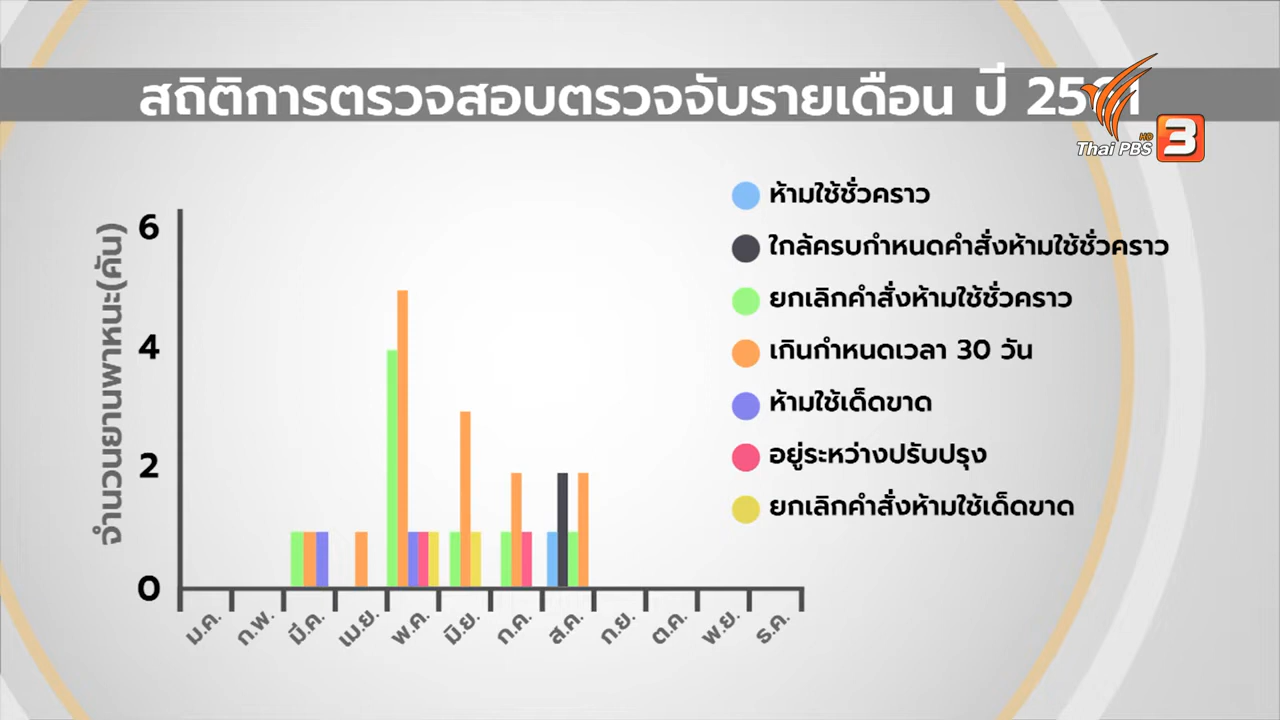 สถิติการตรวจสอบตรวจจับรายเดือน ปี
HD
Thai PBS 3
ห้ามใช้ชั่วคราว
ใกล้ครบกำหนดคำสั่งห้ามใช้ชั่วคราว
ยกเลิกคำสั่งห้ามใช้ชั่วคราว
เกินกำหนดเวลา 30 วัน
ห้ามใช้เด็ดขาด
อยู่ระหว่างปรับปรุง
ยกเลิกคำสั่งห้ามใช้เด็ดขาด
จำนวนยานพาหนะ(คัน)
6
4
2
0
ม.ค. ก.พ. มี.ค. เม.ย. พ.ค. มิ.ย. ก.ค. ส.ค. ก.ย. ต.ค. พ.ย. ธ.ค.